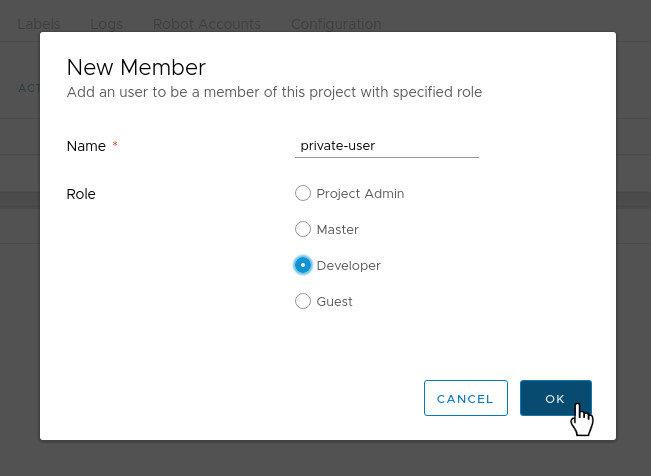 Labels Logs Robot Accounts Configuration
ACT
New Member
Add an user to be a member of this project with specified role
Name *
private-user
Role
Project Admin
Master
Developer
Guest
CANCEL OK